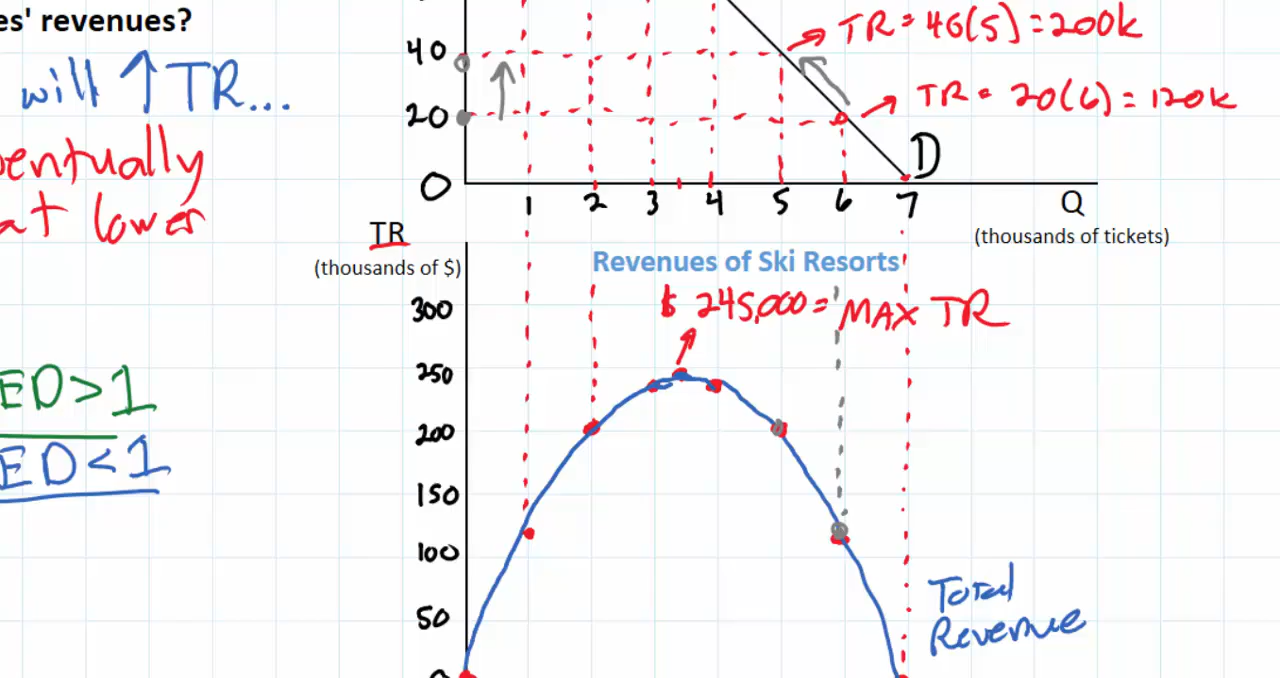 es' revenues?
will ↑ TR...
entually
at lower
ED>1
ED<1
40
20
0
TR = 40(5) = 200k
TR = 20(6) = 120k
D
1 2 3 4 5 6 7 Q
(thousands of tickets)
TR
(thousands of $)
Revenues of Ski Resorts
$ 245,000 = MAX TR
300
250
200
150
100
50
0
Total
Revenue